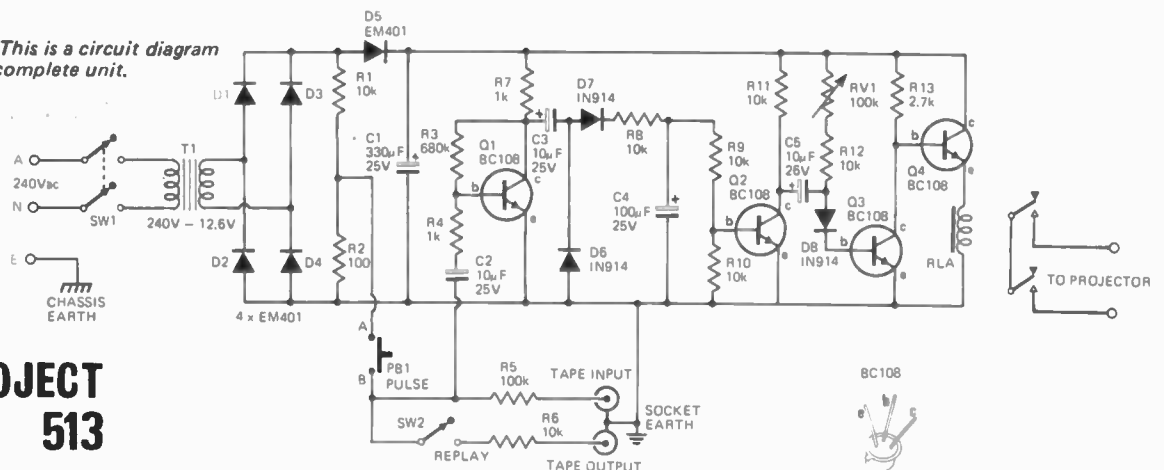 This is a circuit diagram
complete unit.
D5
EM401
D1
D3
R1
10k
R7
1k
D7
IN914
R11
10k
RV1
100k
R13
2.7k
C1
330µF
25V
R3
680k
Q1
BC108
C3
10µF
25V
R8
10k
R9
10k
C5
10µF
26V
R12
10k
Q4
BC108
A
240Vac
N
SW1
T1
240V – 12.6V
b
c
e
C4
100µF
25V
Q2
BC108
b
c
e
Q3
BC108
b
c
e
b
c
e
D8
IN914
R4
1k
C2
10µF
25V
D6
IN914
R10
10k
RLA
TO PROJECTOR
E
CHASSIS
EARTH
D2
D4
R2
100
4 x EM401
A
PB1
PULSE
B
R5
100k
TAPE INPUT
SOCKET
EARTH
SW2
REPLAY
R6
10k
TAPE OUTPUT
BC108
e
b
c
OJECT
513